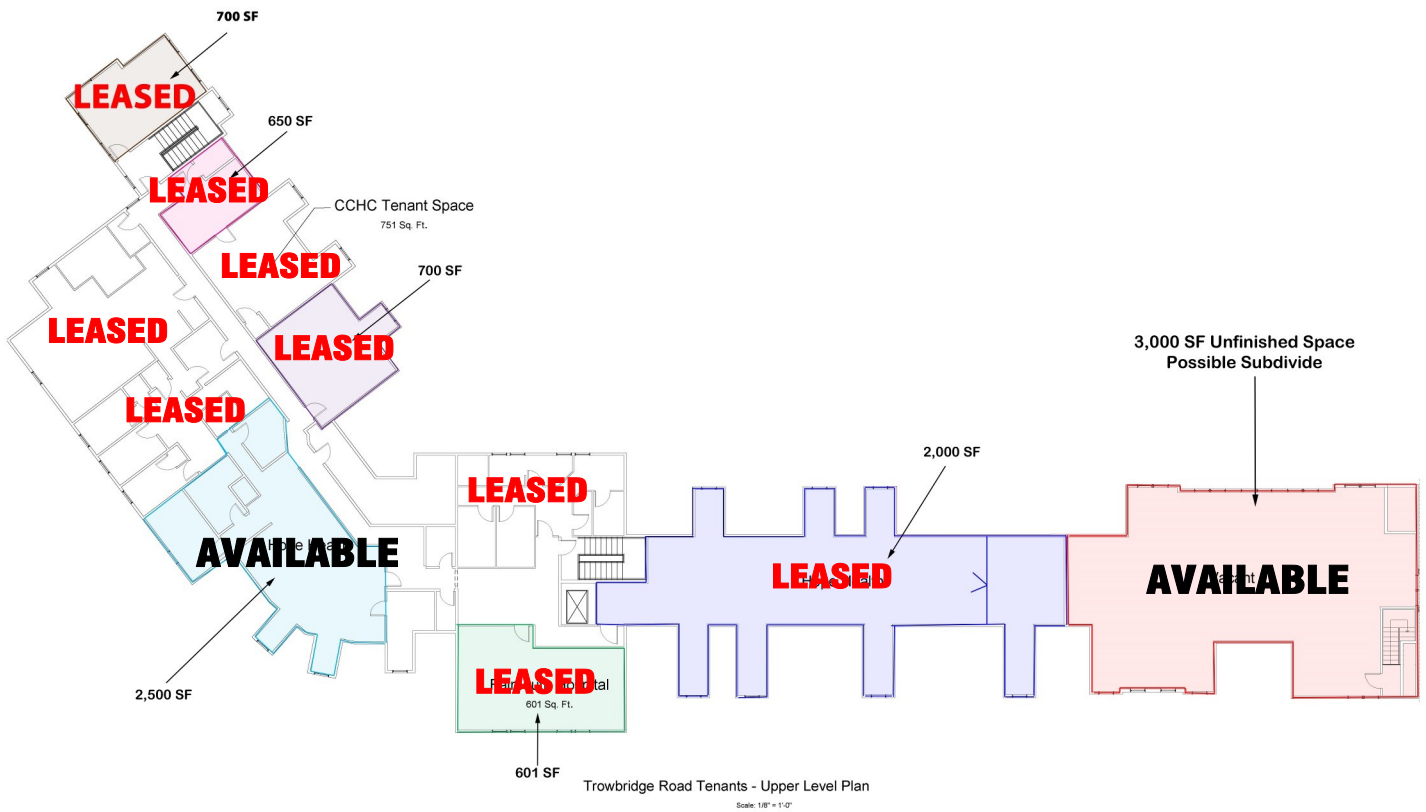 700 SF
LEASED
650 SF
LEASED
CCHC Tenant Space
751 Sq. Ft.
LEASED
700 SF
LEASED
LEASED
3,000 SF Unfinished Space
Possible Subdivide
LEASED
2,000 SF
LEASED
AVAILABLE
LEASED
AVAILABLE
2,500 SF
LEASED
601 Sq. Ft.
601 SF
Trowbridge Road Tenants - Upper Level Plan
Scale: 1/8" = 1'-0"